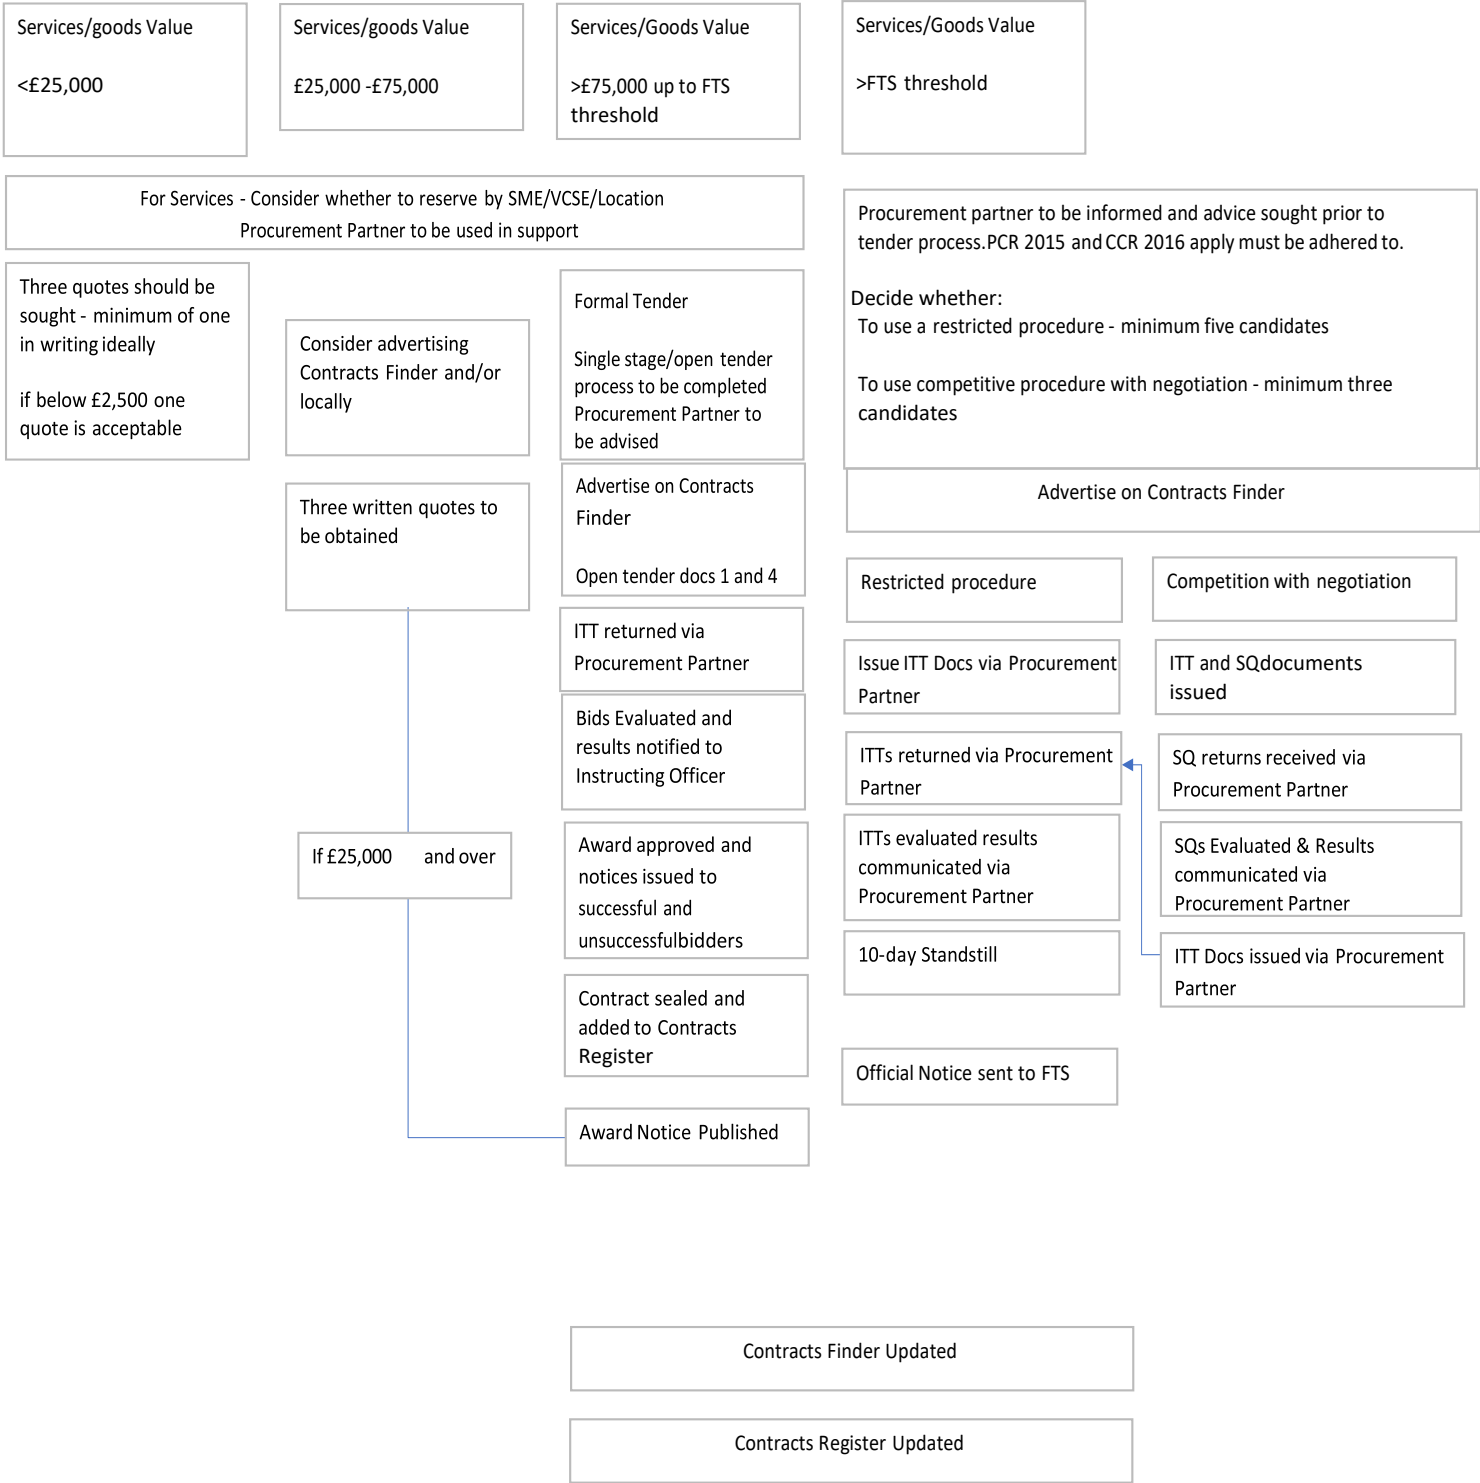 Services/goods Value
<£25,000
Services/goods Value
£25,000 -£75,000
Services/Goods Value
>£75,000 up to FTS
threshold
Services/Goods Value
>FTS threshold
For Services - Consider whether to reserve by SME/VCSE/Location
Procurement Partner to be used in support
Procurement partner to be informed and advice sought prior to
tender process.PCR 2015 and CCR 2016 apply must be adhered to.
Decide whether:
To use a restricted procedure - minimum five candidates
To use competitive procedure with negotiation - minimum three
candidates
Three quotes should be
sought - minimum of one
in writing ideally
if below £2,500 one
quote is acceptable
Consider advertising
Contracts Finder and/or
locally
Three written quotes to
be obtained
If £25,000 and over
Formal Tender
Single stage/open tender
process to be completed
Procurement Partner to
be advised
Advertise on Contracts
Finder
Open tender docs 1 and 4
ITT returned via
Procurement Partner
Bids Evaluated and
results notified to
Instructing Officer
Award approved and
notices issued to
successful and
unsuccessfulbidders
Contract sealed and
added to Contracts
Register
Award Notice Published
Advertise on Contracts Finder
Restricted procedure
Issue ITT Docs via Procurement
Partner
ITTs returned via Procurement
Partner
ITTs evaluated results
communicated via
Procurement Partner
10-day Standstill
Official Notice sent to FTS
Competition with negotiation
ITT and SQdocuments
issued
SQ returns received via
Procurement Partner
SQs Evaluated & Results
communicated via
Procurement Partner
ITT Docs issued via Procurement
Partner
Contracts Finder Updated
Contracts Register Updated